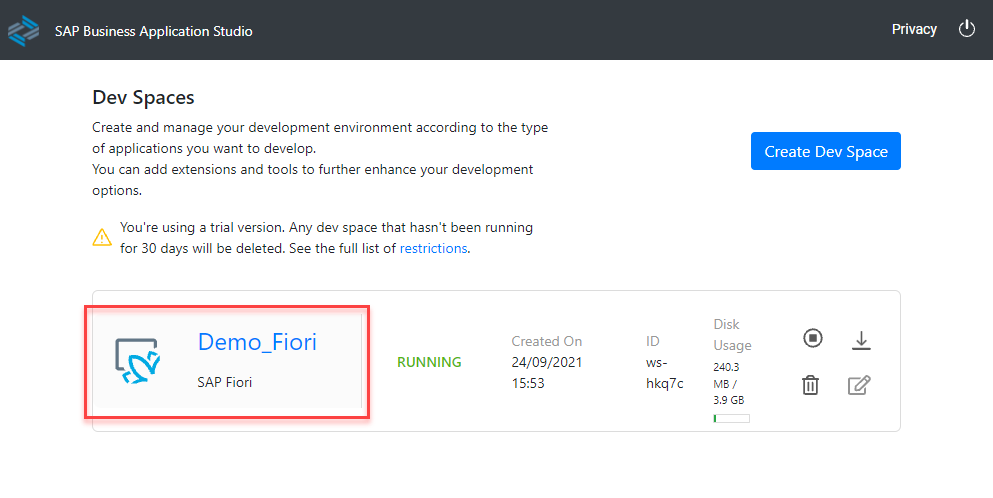 SAP Business Application Studio
Privacy
Dev Spaces
Create and manage your development environment according to the type
of applications you want to develop.
You can add extensions and tools to further enhance your development
options.
Create Dev Space
You're using a trial version. Any dev space that hasn't been running
for 30 days will be deleted. See the full list of restrictions.
Demo_Fiori
SAP Fiori
RUNNING
Created On
24/09/2021
15:53
ID
ws-
hkq7c
Disk
Usage
240.3
MB /
3.9 GB